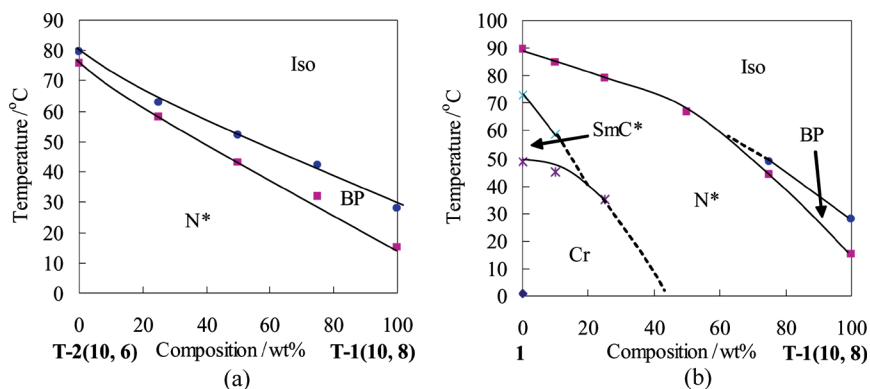 80
70
60
50
40
30
20
10
0
Temperature /°C
Iso
BP
N*
0 20 40 60 80 100
T-2(10, 6) Composition / wt% T-1(10, 8)
(a)
100
90
80
70
60
50
40
30
20
10
0
Temperature /°C
Iso
SmC*
BP
N*
Cr
0 20 40 60 80 100
1 Composition / wt% T-1(10, 8)
(b)